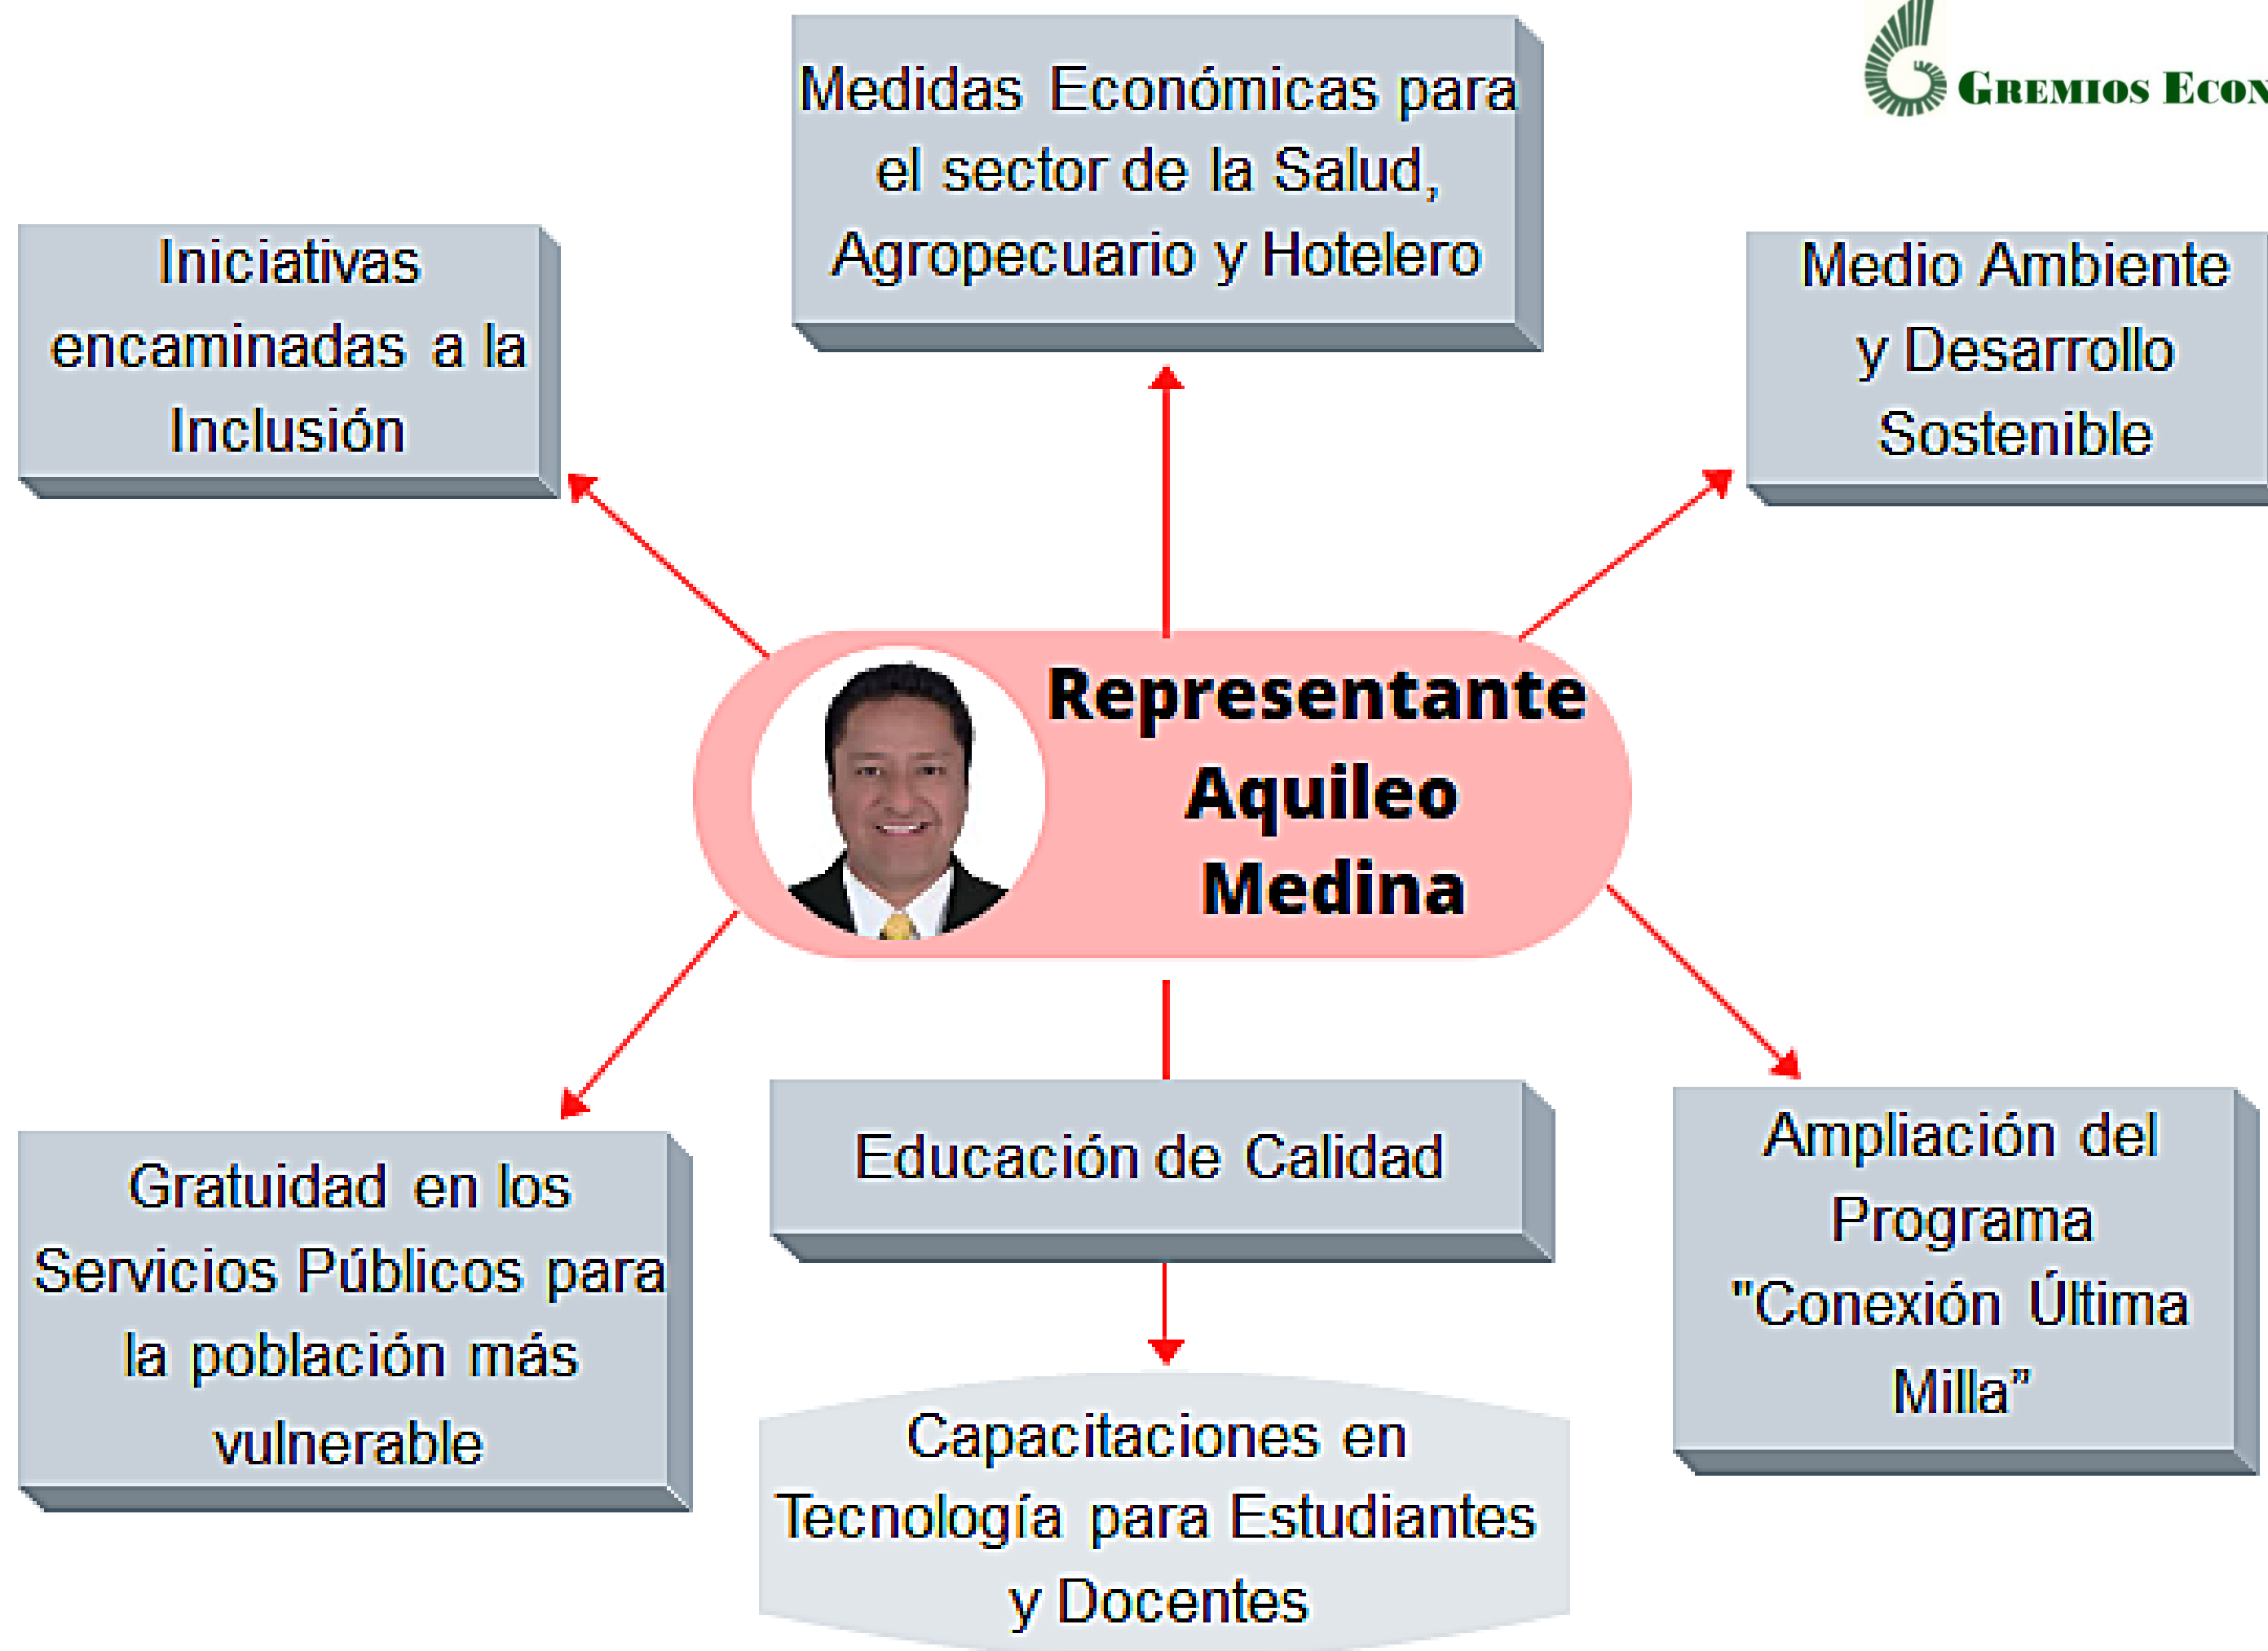 GREMIOS
Medidas Económicas para
el sector de la Salud,
Agropecuario y Hotelero
Iniciativas
encaminadas a la
Inclusión
Medio Ambiente
y Desarrollo
Sostenible
Representante
Aquileo
Medina
Gratuidad en los
Servicios Públicos para
la población más
vulnerable
Educación de Calidad
Ampliación del
Programa
"Conexión Última
Milla”
Capacitaciones en
Tecnología para Estudiantes
y Docentes